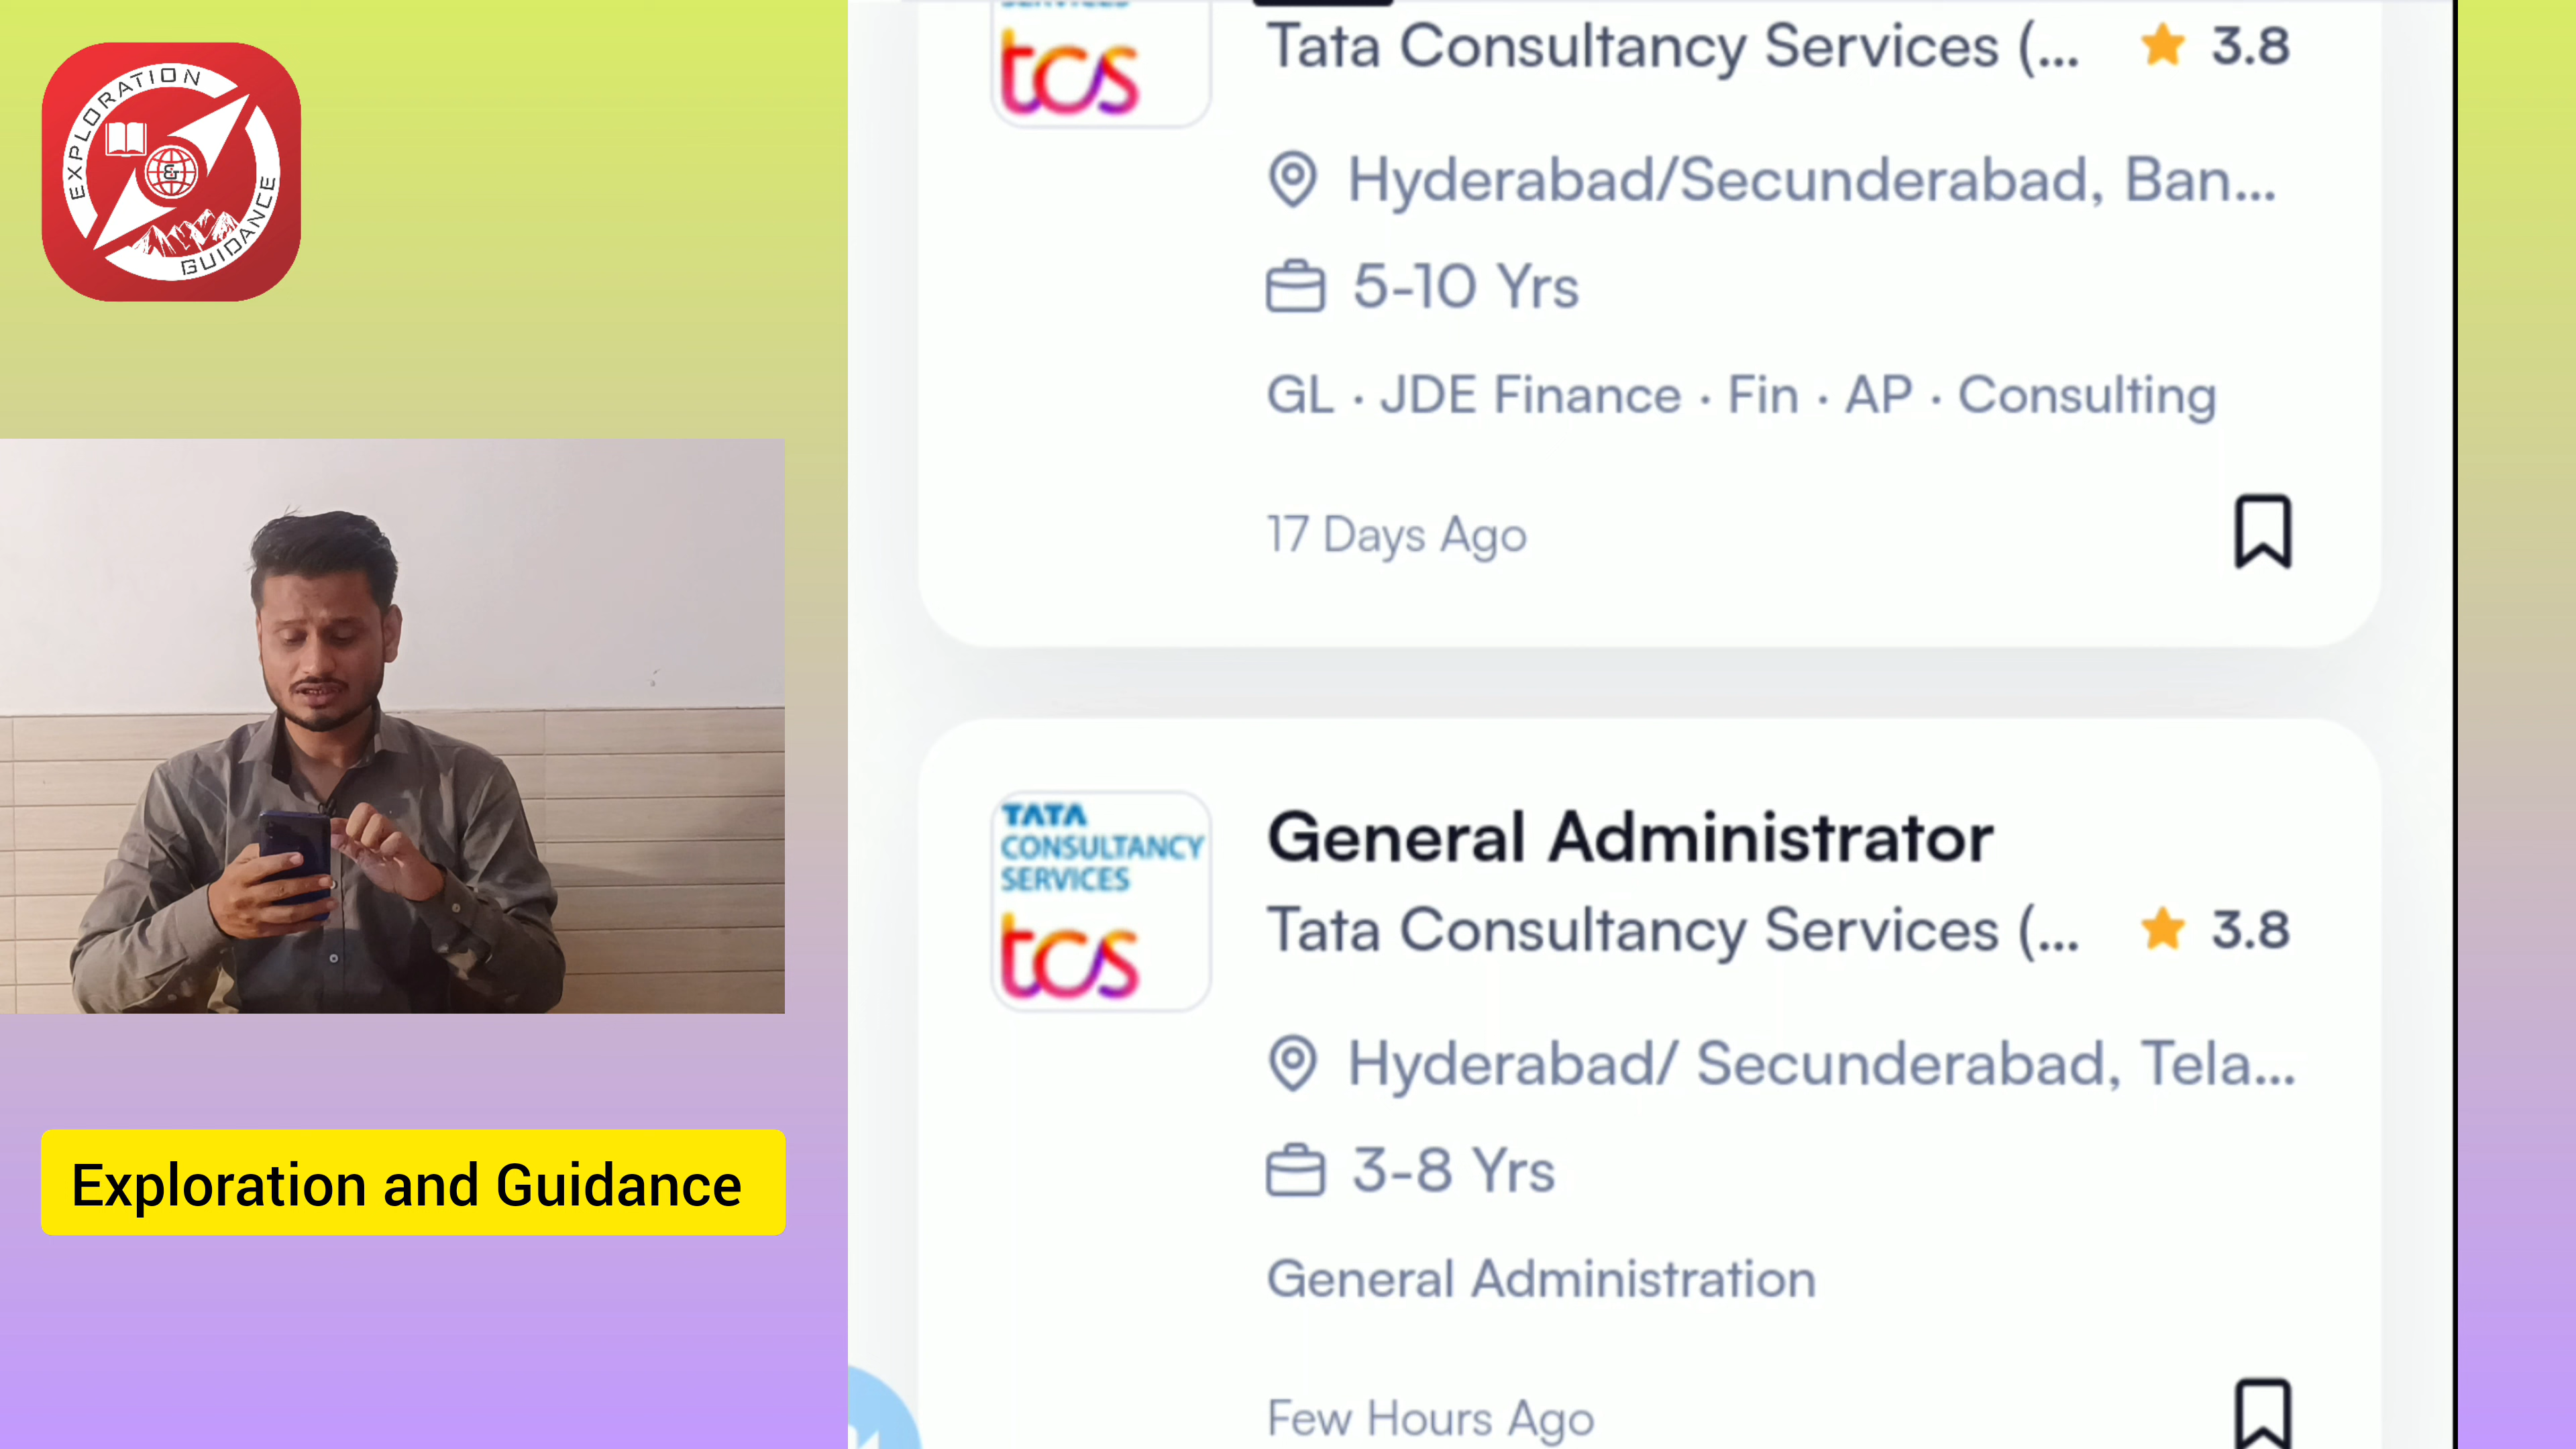 EXPLORATION
&
GUIDANCE
Exploration and Guidance
SERVICES
tcs
Tata Consultancy Services (... 3.8
Hyderabad/Secunderabad, Ban...
5-10 Yrs
GL · JDE Finance · Fin · AP · Consulting
17 Days Ago
TATA
CONSULTANCY
SERVICES
tcs
General Administrator
Tata Consultancy Services (... 3.8
Hyderabad/ Secunderabad, Tela...
3-8 Yrs
General Administration
Few Hours Ago